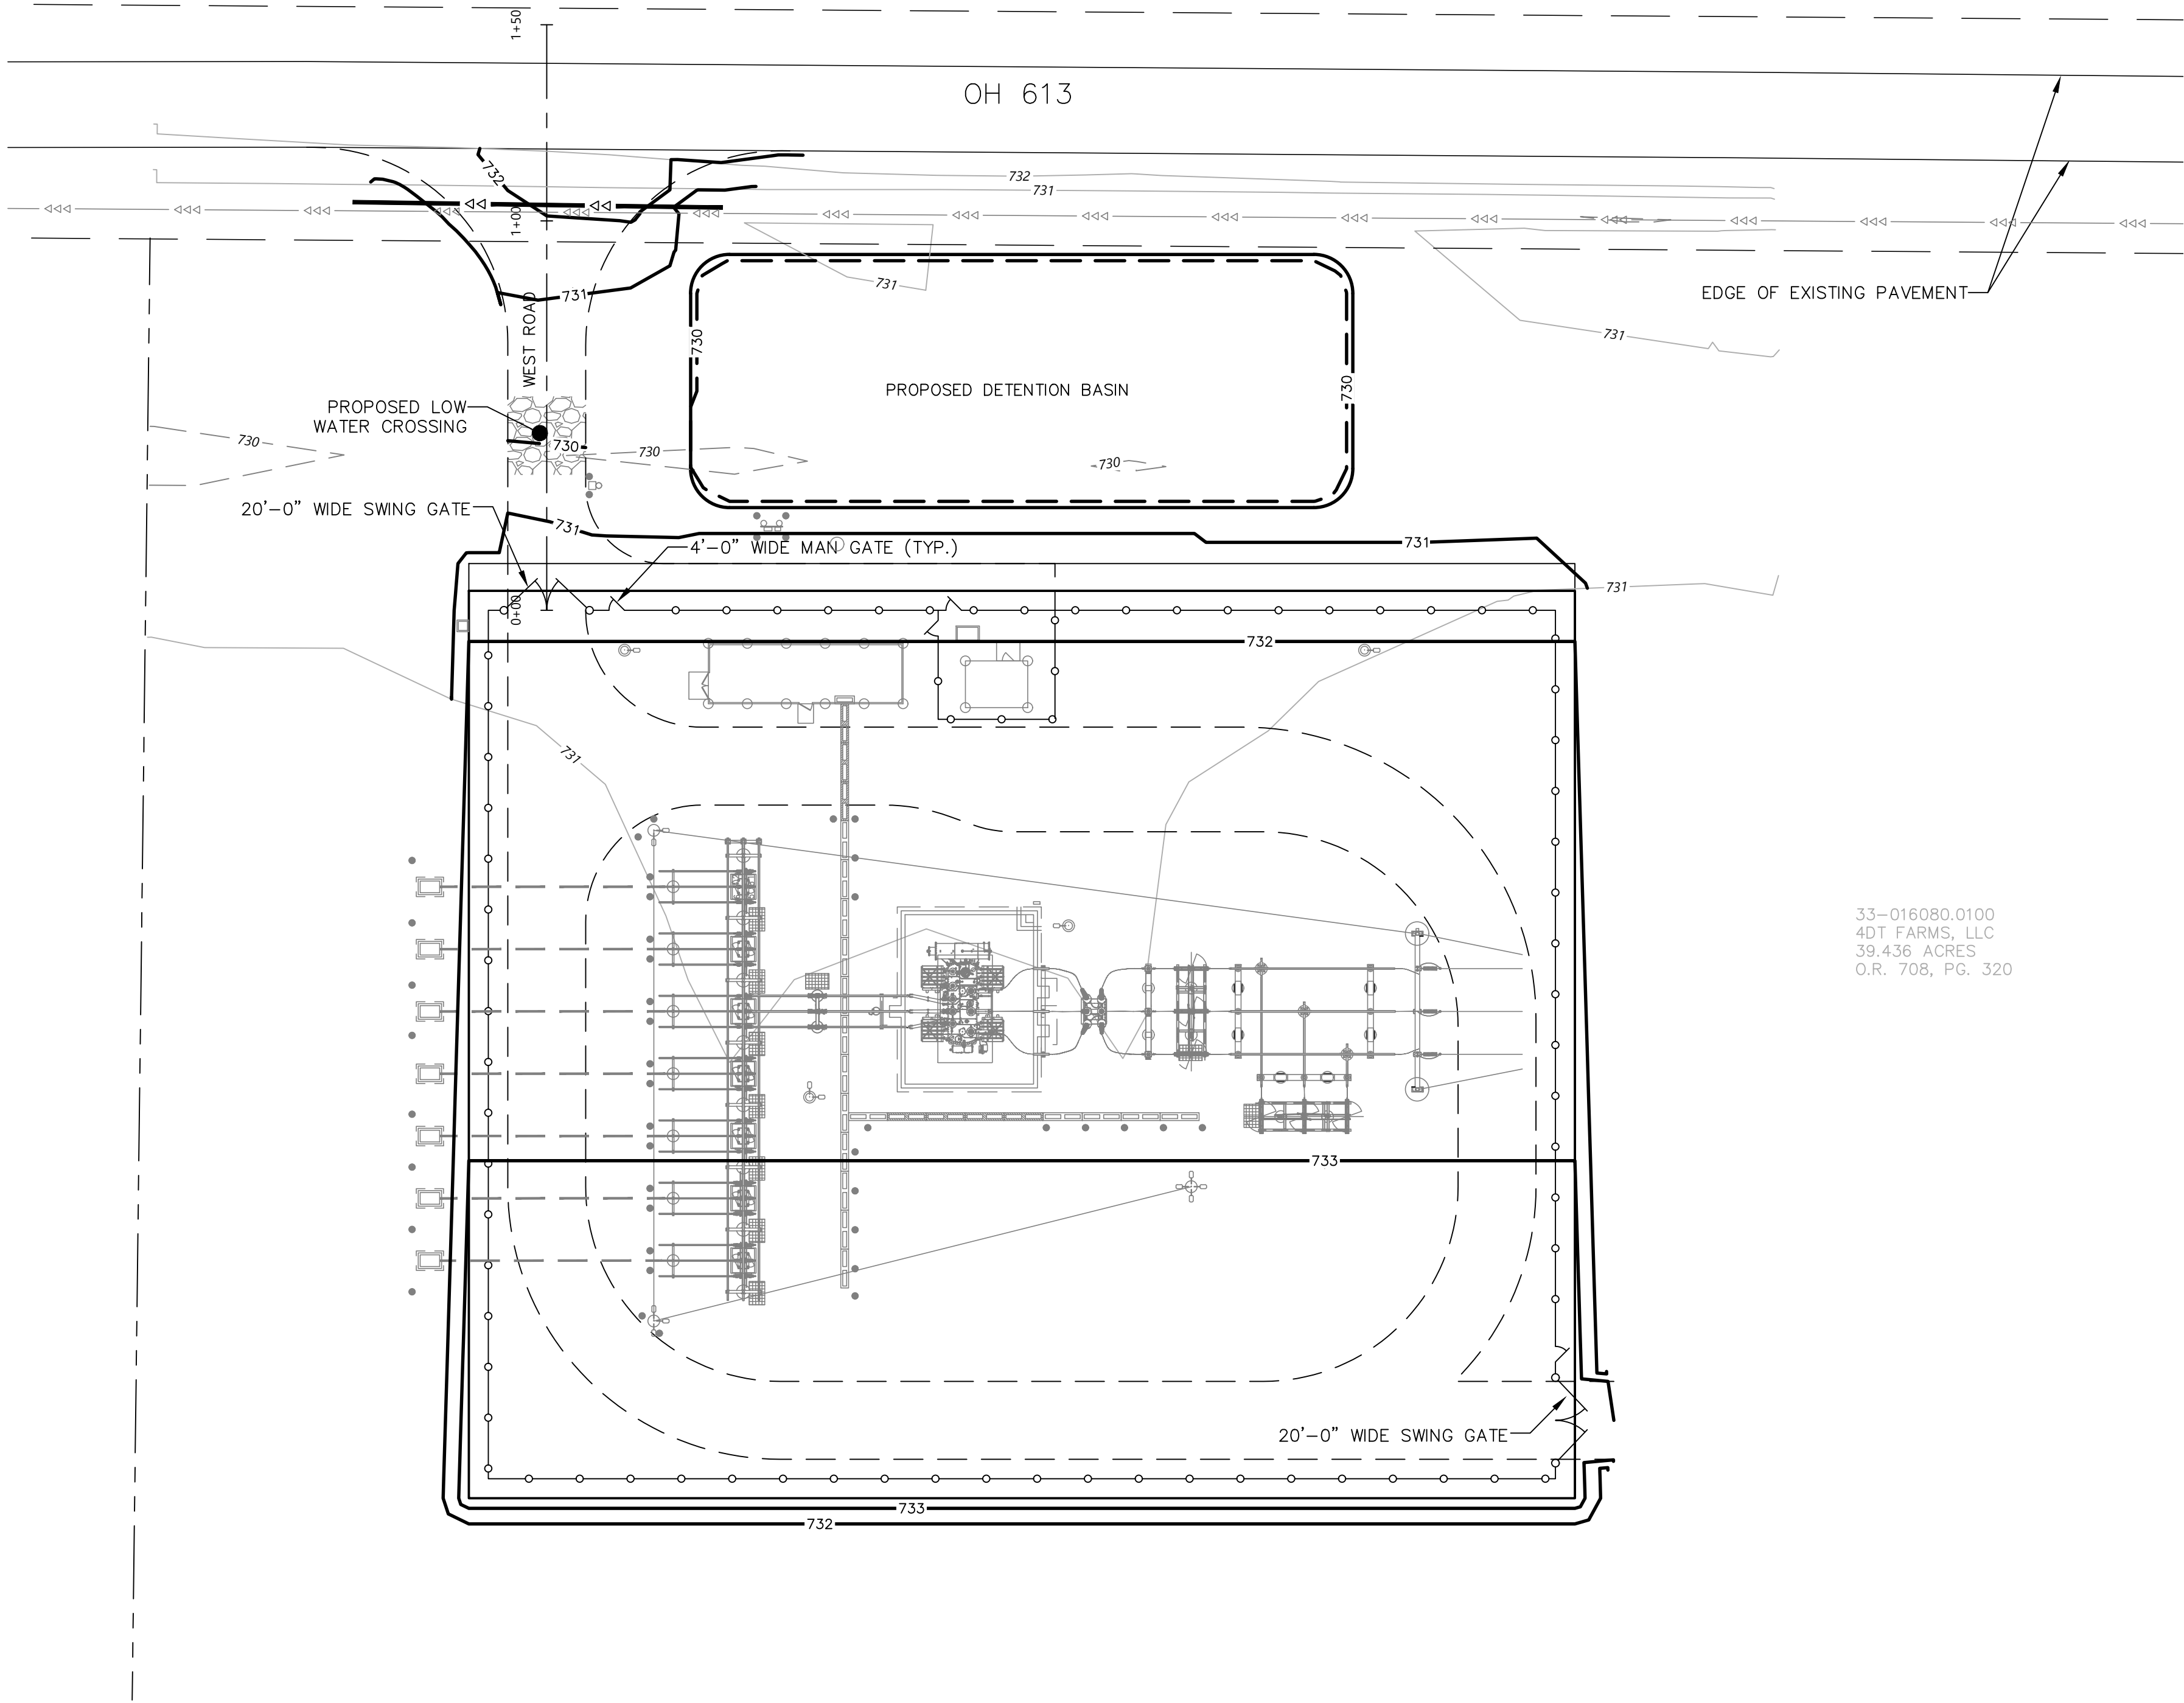 1+50
OH 613
732
732
731
1+00
731
731
731
EDGE OF EXISTING PAVEMENT
WEST ROAD
730
730
PROPOSED DETENTION BASIN
PROPOSED LOW
WATER CROSSING
730
730
730
730
20'-0" WIDE SWING GATE
731
731
4'-0" WIDE MAN GATE (TYP.)
731
0+00
732
731
33-016080.0100
4DT FARMS, LLC
39.436 ACRES
O.R. 708, PG. 320
733
20'-0" WIDE SWING GATE
733
732